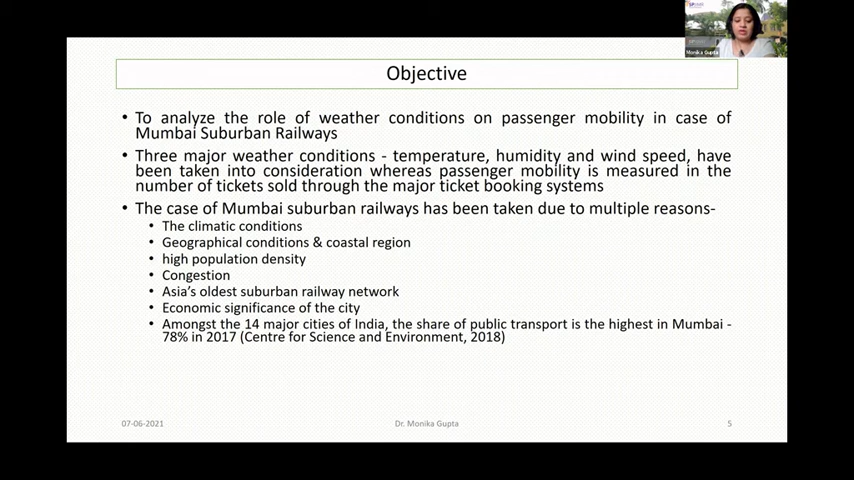 Monika Gupta
Objective
• To analyze the role of weather conditions on passenger mobility in case of
Mumbai Suburban Railways
• Three major weather conditions - temperature, humidity and wind speed, have
been taken into consideration whereas passenger mobility is measured in the
number of tickets sold through the major ticket booking systems
• The case of Mumbai suburban railways has been taken due to multiple reasons-
• The climatic conditions
• Geographical conditions & coastal region
• high population density
• Congestion
• Asia's oldest suburban railway network
• Economic significance of the city
• Amongst the 14 major cities of India, the share of public transport is the highest in Mumbai -
78% in 2017 (Centre for Science and Environment, 2018)
07-06-2021
Dr. Monika Gupta
5